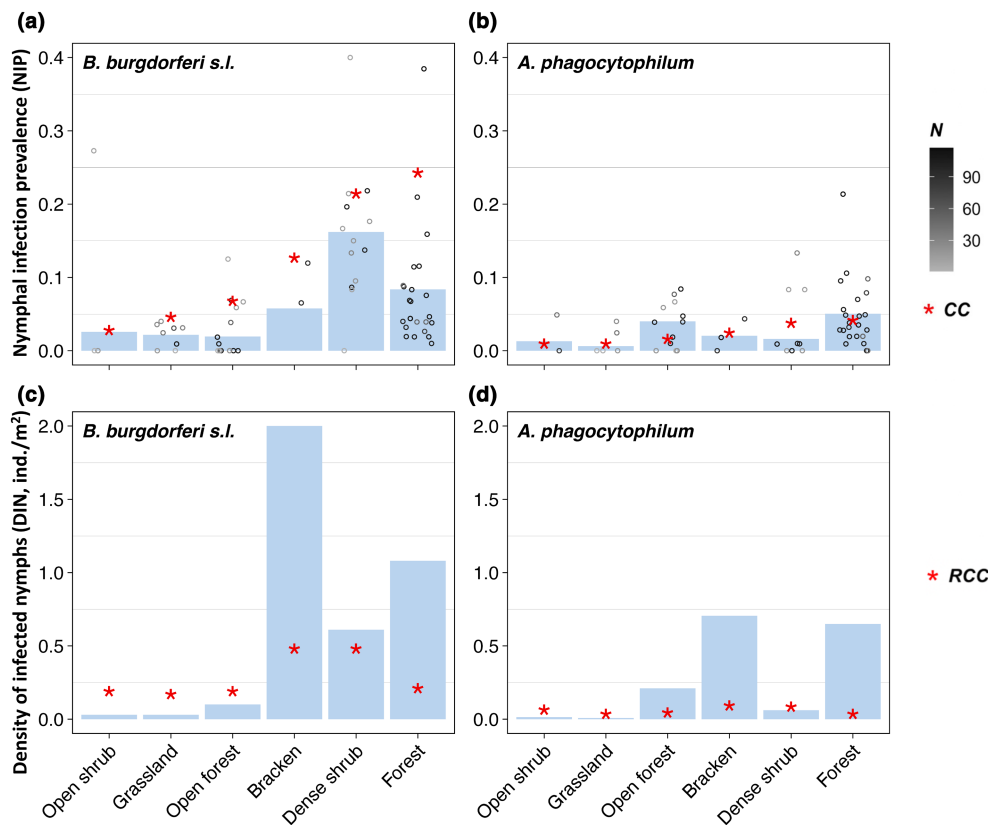 (a)
(b)
Nymphal infection prevalence (NIP)
B. burgdorferi s.l.
A. phagocytophilum
0.4
0.3
0.2
0.1
0.0
0.4
0.3
0.2
0.1
0.0
N
90
60
30
* CC
(c)
(d)
Density of infected nymphs (DIN, ind./m²)
B. burgdorferi s.l.
A. phagocytophilum
2.0
1.5
1.0
0.5
0.0
2.0
1.5
1.0
0.5
0.0
* RCC
Open shrub
Grassland
Open forest
Bracken
Dense shrub
Forest
Open shrub
Grassland
Open forest
Bracken
Dense shrub
Forest